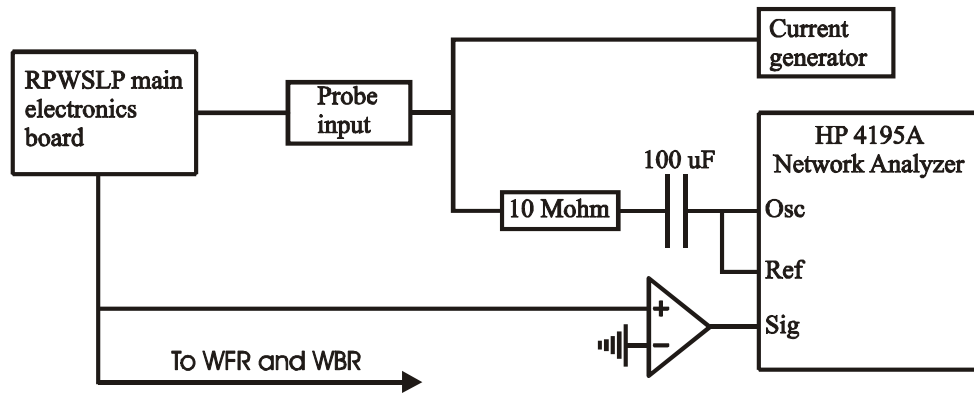 Current
generator
RPWSLP main
electronics
board
Probe
input
HP 4195A
Network Analyzer
100 uF
10 Mohm
Osc
Ref
Sig
+
−
To WFR and WBR